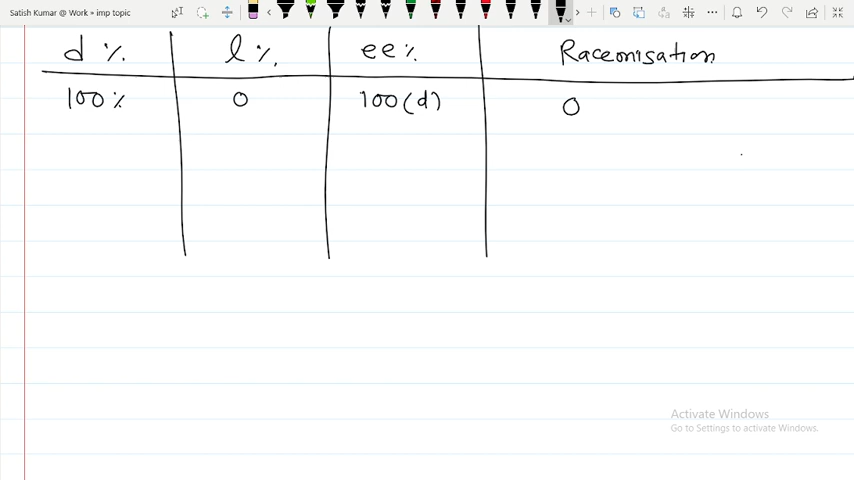 Satish Kumar @ Work » imp topic
d % l %. ee % Racemisation
100 % 0 100 (d) 0
Activate Windows
Go to Settings to activate Windows.